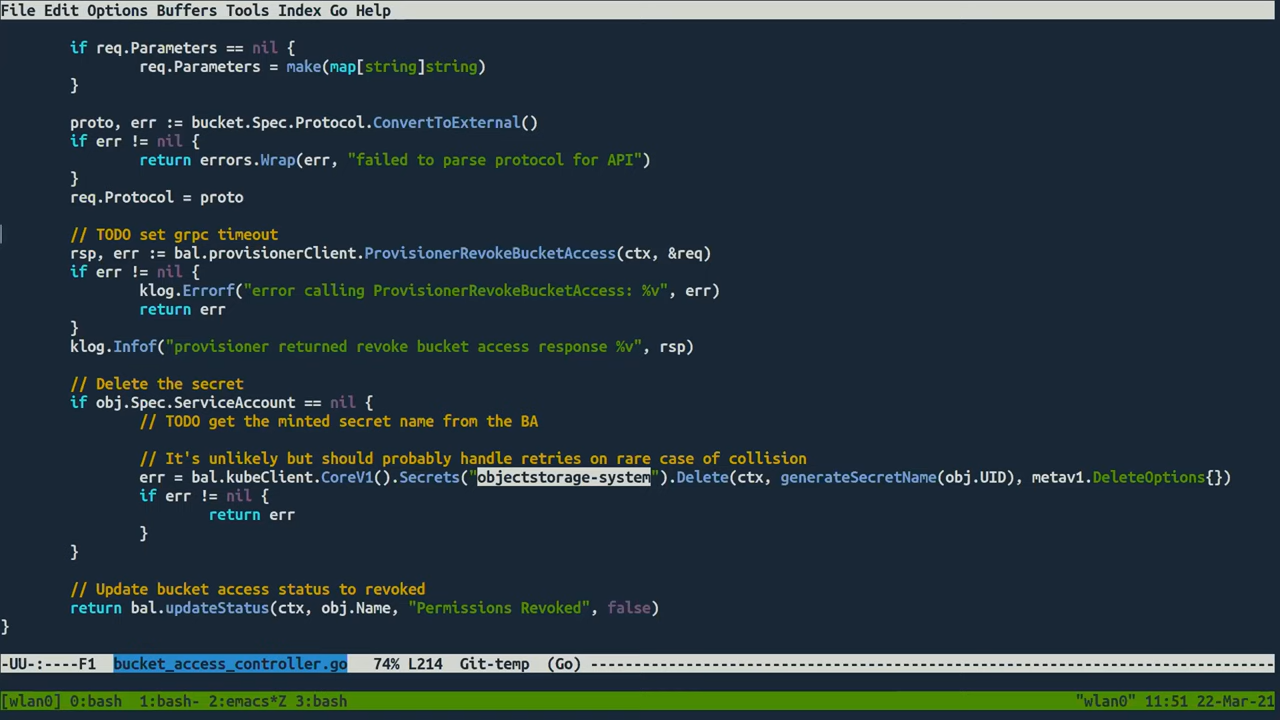 File Edit Options Buffers Tools Index Go Help
if req.Parameters == nil {
req.Parameters = make(map[string]string)
}
proto, err := bucket.Spec.Protocol.ConvertToExternal()
if err != nil {
return errors.Wrap(err, "failed to parse protocol for API")
}
req.Protocol = proto
// TODO set grpc timeout
rsp, err := bal.provisionerClient.ProvisionerRevokeBucketAccess(ctx, &req)
if err != nil {
klog.Errorf("error calling ProvisionerRevokeBucketAccess: %v", err)
return err
}
klog.Infof("provisioner returned revoke bucket access response %v", rsp)
// Delete the secret
if obj.Spec.ServiceAccount == nil {
// TODO get the minted secret name from the BA
// It's unlikely but should probably handle retries on rare case of collision
err = bal.kubeClient.CoreV1().Secrets("objectstorage-system").Delete(ctx, generateSecretName(obj.UID), metav1.DeleteOptions{})
if err != nil {
return err
}
}
// Update bucket access status to revoked
return bal.updateStatus(ctx, obj.Name, "Permissions Revoked", false)
}
-UU-:----F1 bucket_access_controller.go 74% L214 Git-temp (Go) -------------------------------------------------------------------------------
[wlan0] 0:bash 1:bash- 2:emacs*Z 3:bash "wlan0" 11:51 22-Mar-21